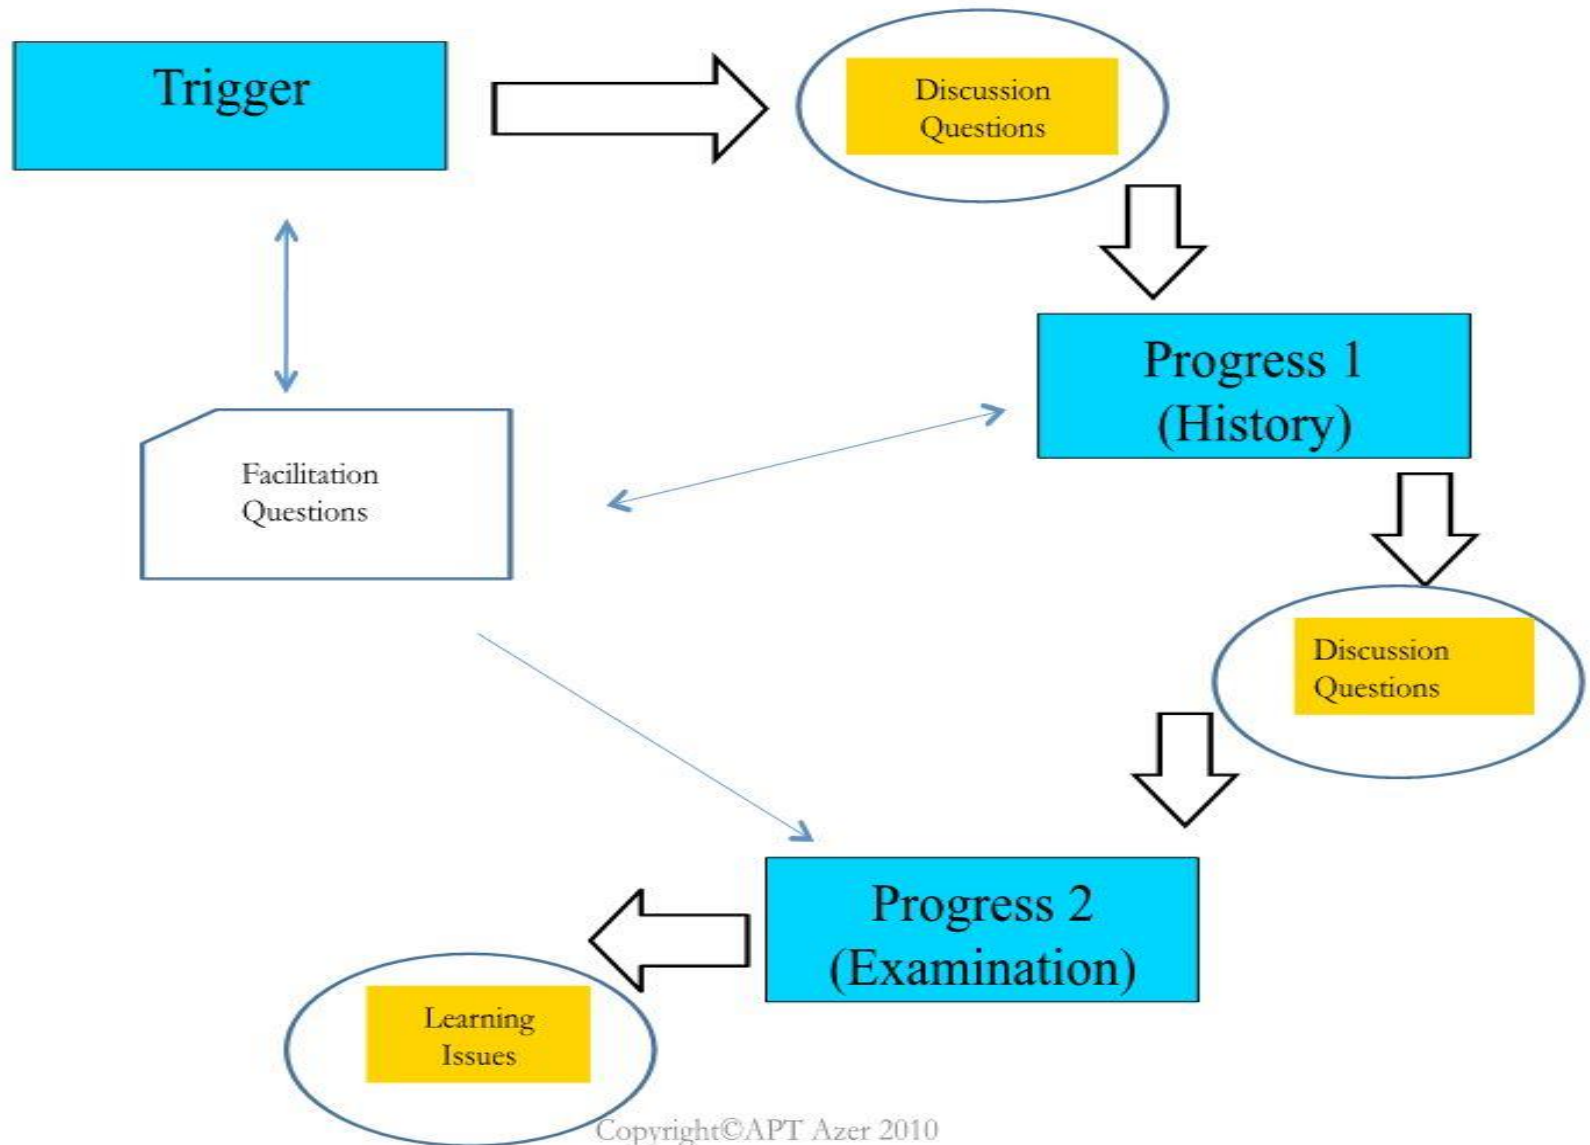 Trigger
Discussion
Questions
Progress 1
(History)
Facilitation
Questions
Discussion
Questions
Progress 2
(Examination)
Learning
Issues
Copyright©APT Azer 2010